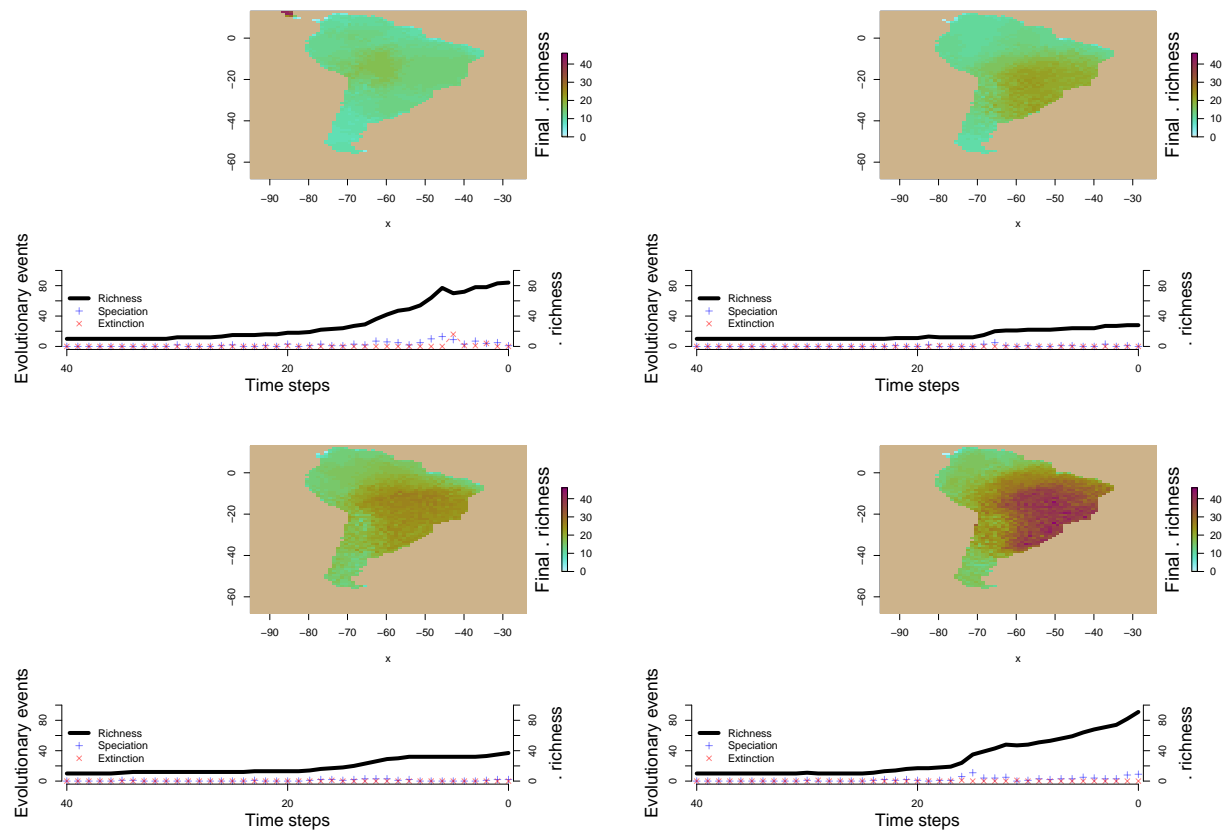 0
−20
−40
−60
−90 −80 −70 −60 −50 −40 −30
x
Final . richness
40
30
20
10
0
Evolutionary events
80
40
0
Richness
Speciation
Extinction
40 20 0
Time steps
80
40
0
. richness
0
−20
−40
−60
−90 −80 −70 −60 −50 −40 −30
x
Final . richness
40
30
20
10
0
Evolutionary events
80
40
0
Richness
Speciation
Extinction
40 20 0
Time steps
80
40
0
. richness
0
−20
−40
−60
−90 −80 −70 −60 −50 −40 −30
x
Final . richness
40
30
20
10
0
Evolutionary events
80
40
0
Richness
Speciation
Extinction
40 20 0
Time steps
80
40
0
. richness
0
−20
−40
−60
−90 −80 −70 −60 −50 −40 −30
x
Final . richness
40
30
20
10
0
Evolutionary events
80
40
0
Richness
Speciation
Extinction
40 20 0
Time steps
80
40
0
. richness